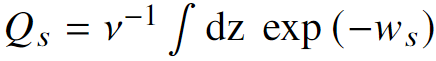 Q_s = ν^{-1} ∫ dz exp (−w_s)